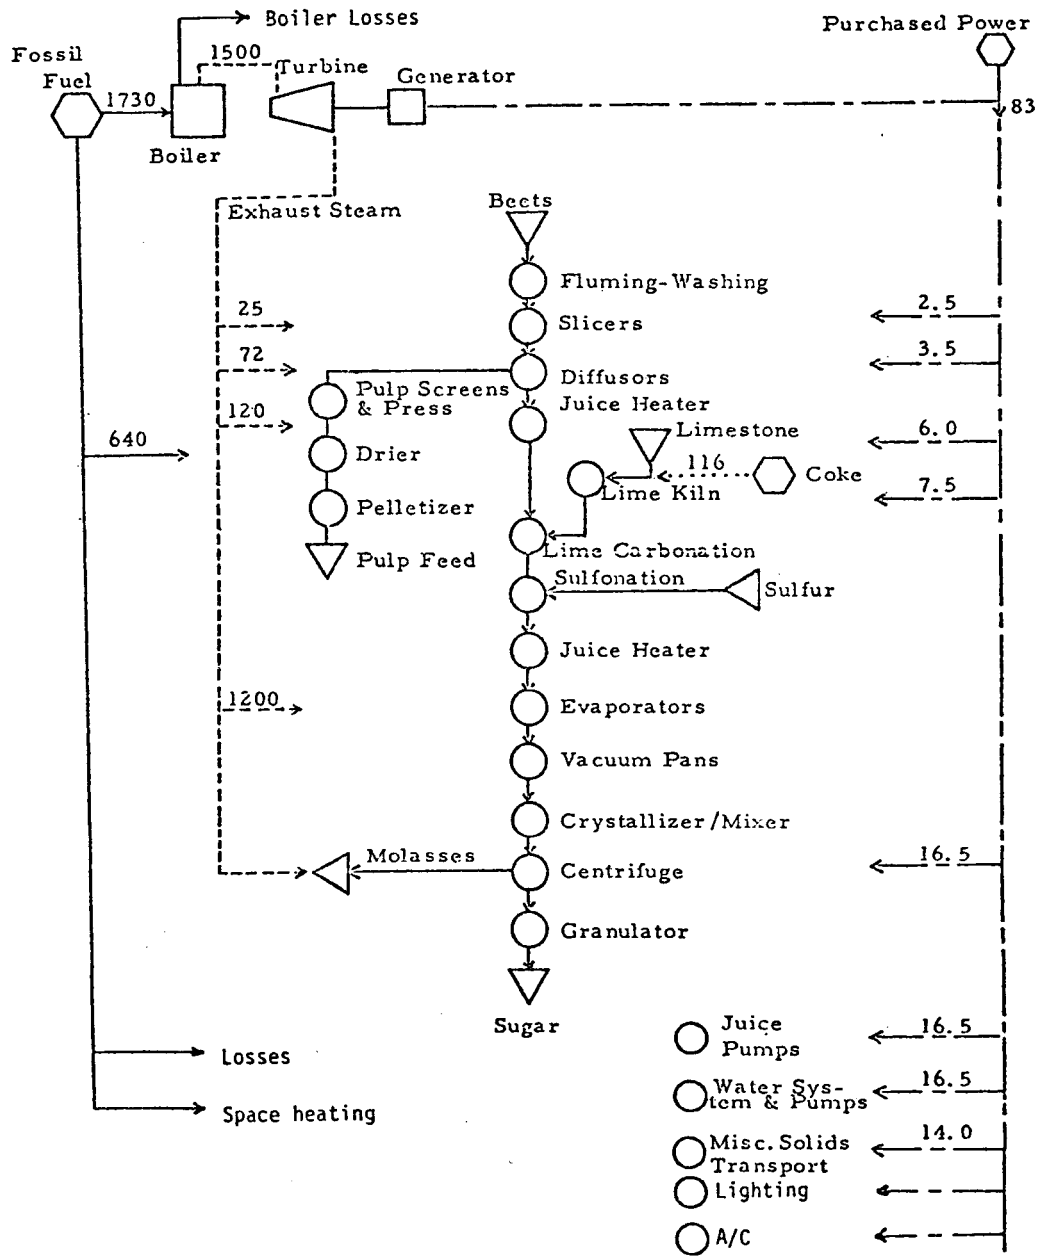 Boiler Losses
Purchased Power
Fossil
Fuel
1500
Turbine
Generator
1730
83
Boiler
Exhaust Steam
Beets
Fluming-Washing
25
2.5
Slicers
72
3.5
Diffusors
Pulp Screens
& Press
Juice Heater
120
Limestone
6.0
640
Drier
116
Coke
7.5
Lime Kiln
Pelletizer
Lime Carbonation
Pulp Feed
Sulfonation
Sulfur
Juice Heater
1200
Evaporators
Vacuum Pans
Crystallizer/Mixer
Molasses
16.5
Centrifuge
Granulator
Sugar
Juice
Pumps
16.5
Losses
Water Sys-
tem & Pumps
16.5
Space heating
Misc. Solids
Transport
14.0
Lighting
A/C